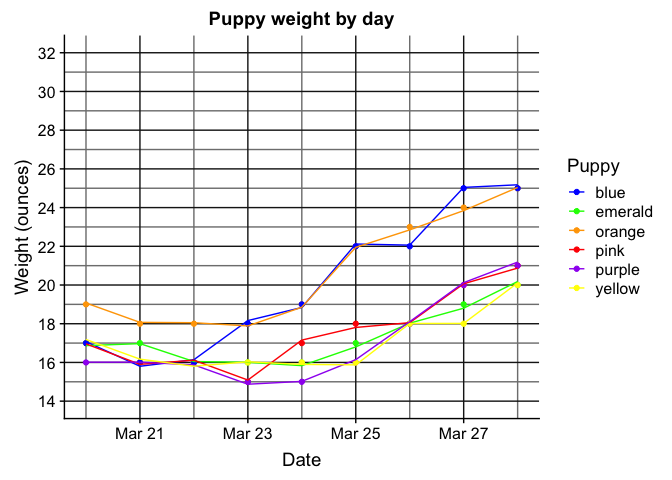 Puppy weight by day
32
30
28
26
24
22
20
18
16
14
Weight (ounces)
Mar 21 Mar 23 Mar 25 Mar 27
Date
Puppy
blue
emerald
orange
pink
purple
yellow